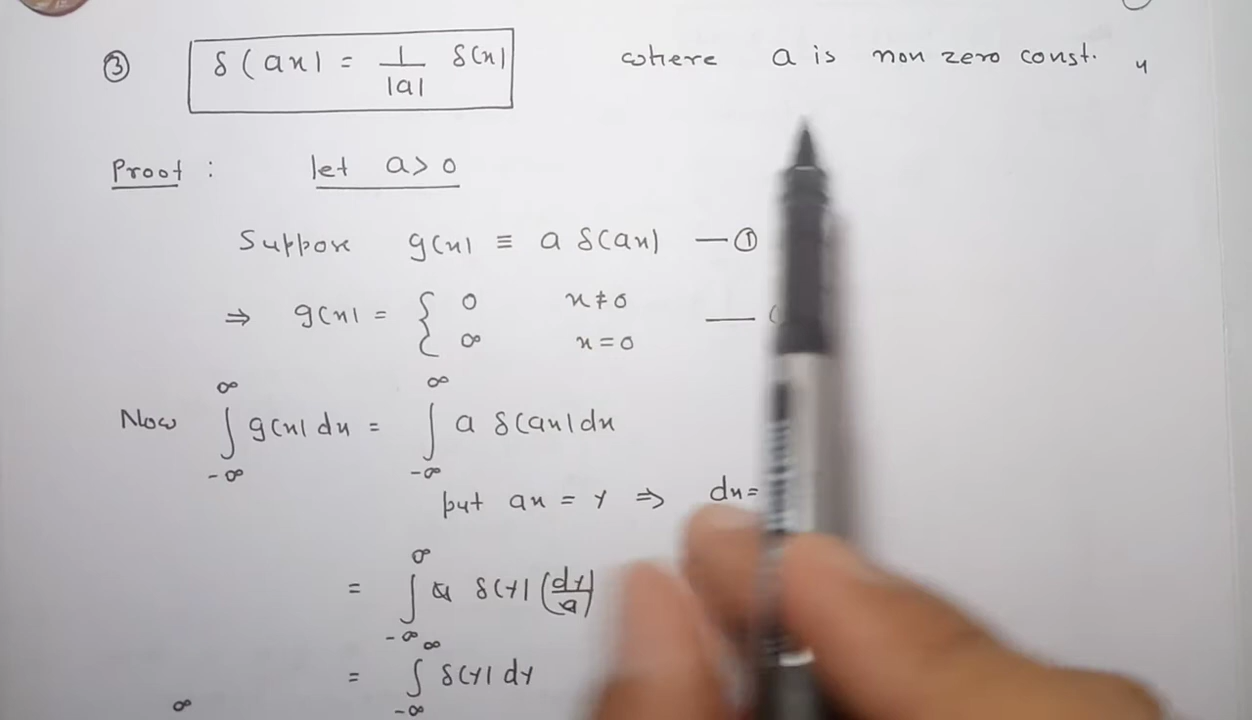 ③ δ(ax) = 1/|a| δ(x) where a is non zero const. 4
Proof : let a > 0
Suppose g(x) ≡ a δ(ax) — ①
⇒ g(x) = { 0 x ≠ 0 —
∞ x = 0
Now ∫_{-∞}^{∞} g(x) dx = ∫_{-∞}^{∞} a δ(ax) dx
put ax = y ⇒ dx =
= ∫_{-∞}^{∞} a δ(y) (dy/a)
= ∫_{-∞}^{∞} δ(y) dy
∞